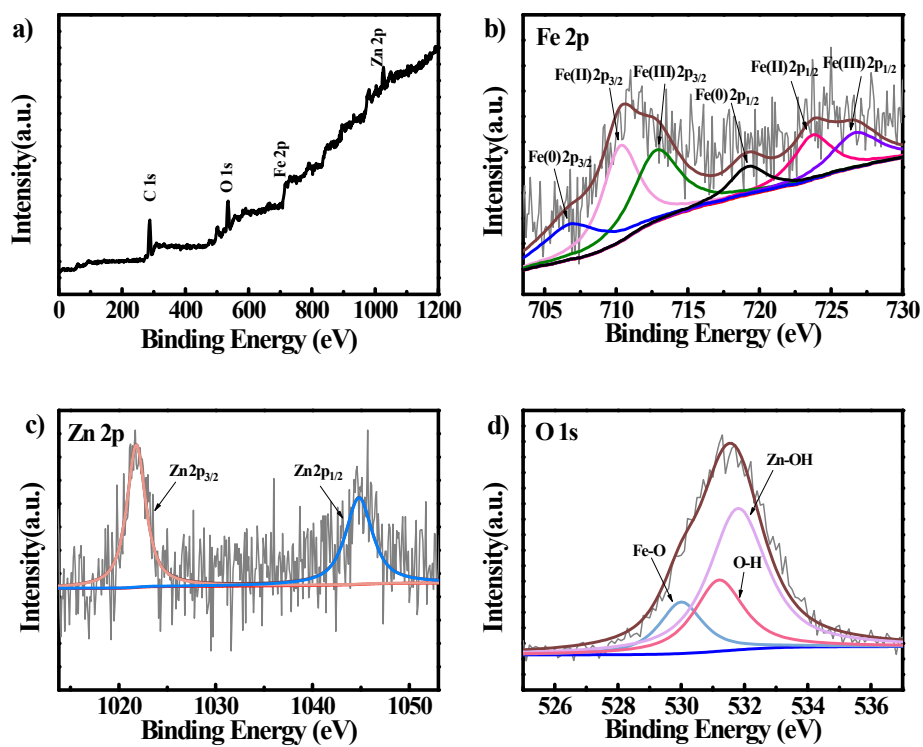 a)
Zn 2p
Fe 2p
O 1s
C 1s
Intensity(a.u.)
0 200 400 600 800 1000 1200
Binding Energy (eV)
b)
Fe 2p
Fe(II) 2p3/2
Fe(III) 2p3/2
Fe(0) 2p1/2
Fe(II) 2p1/2
Fe(III) 2p1/2
Fe(0) 2p3/2
Intensity(a.u.)
705 710 715 720 725 730
Binding Energy (eV)
c)
Zn 2p
Zn 2p3/2
Zn 2p1/2
Intensity(a.u.)
1020 1030 1040 1050
Binding Energy (eV)
d)
O 1s
Zn-OH
Fe-O
O-H
Intensity(a.u.)
526 528 530 532 534 536
Binding Energy (eV)